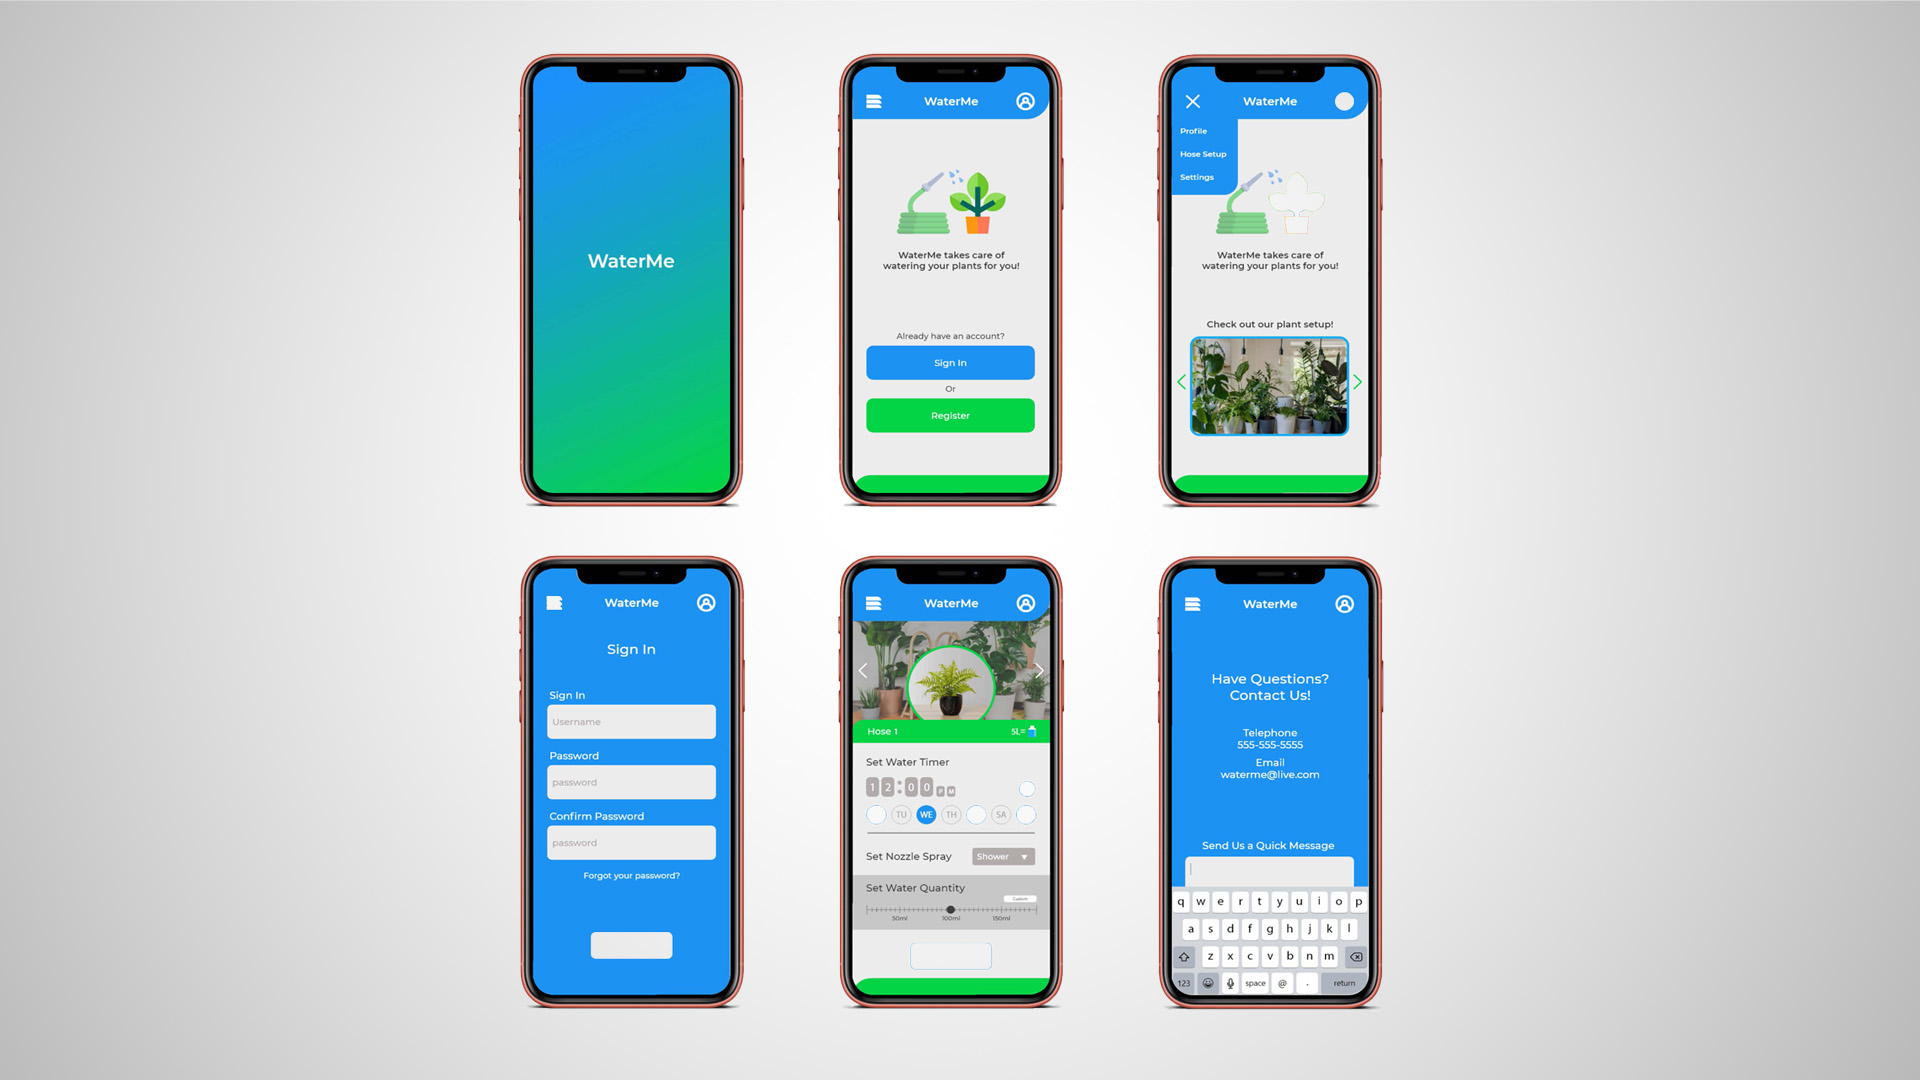 WaterMe
WaterMe
WaterMe takes care of
watering your plants for you!
Already have an account?
Sign In
Or
Register
WaterMe
Profile
Hose Setup
Settings
WaterMe takes care of
watering your plants for you!
Check out our plant setup!
WaterMe
Sign In
Sign In
Username
Password
password
Confirm Password
password
Forgot your password?
WaterMe
Hose 1 5L=
Set Water Timer
12:00 PM
TU WE TH SA
Set Nozzle Spray Shower
Set Water Quantity
Custom
50ml 100ml 150ml
WaterMe
Have Questions?
Contact Us!
Telephone
555-555-5555
Email
waterme@live.com
Send Us a Quick Message
q w e r t y u i o p
a s d f g h j k l
z x c v b n m
123 space @ . return